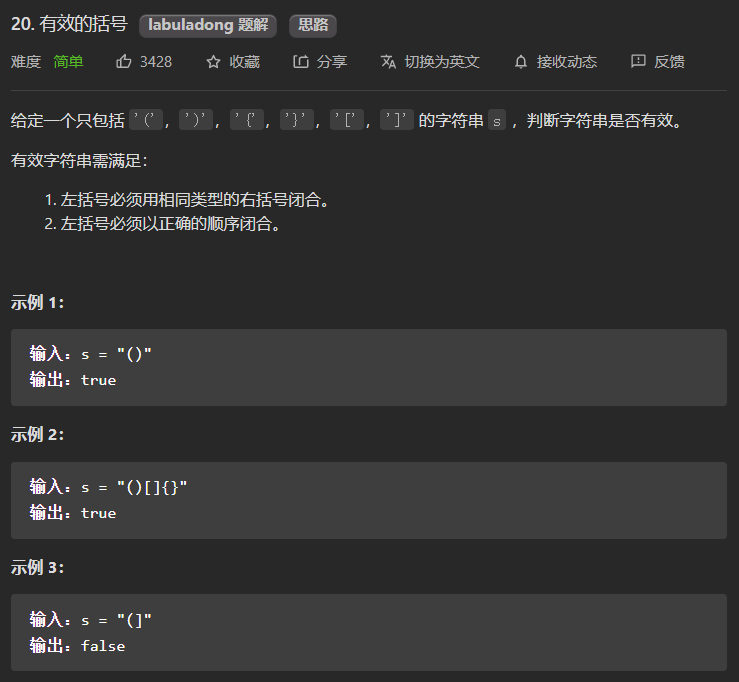 20. 有效的括号 labuladong 题解 思路
难度 简单 3428 收藏 分享 切换为英文 接收动态 反馈
给定一个只包括 '(', ')', '{', '}', '[', ']' 的字符串 s ，判断字符串是否有效。
有效字符串需满足：
1. 左括号必须用相同类型的右括号闭合。
2. 左括号必须以正确的顺序闭合。
示例 1：
输入：s = "()"
输出：true
示例 2：
输入：s = "()[]{}"
输出：true
示例 3：
输入：s = "(]"
输出：false